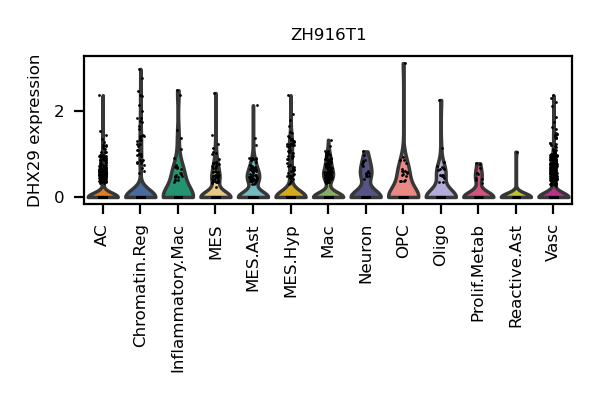 ZH916T1
DHX29 expression
2
0
AC
Chromatin.Reg
Inflammatory.Mac
MES
MES.Ast
MES.Hyp
Mac
Neuron
OPC
Oligo
Prolif.Metab
Reactive.Ast
Vasc